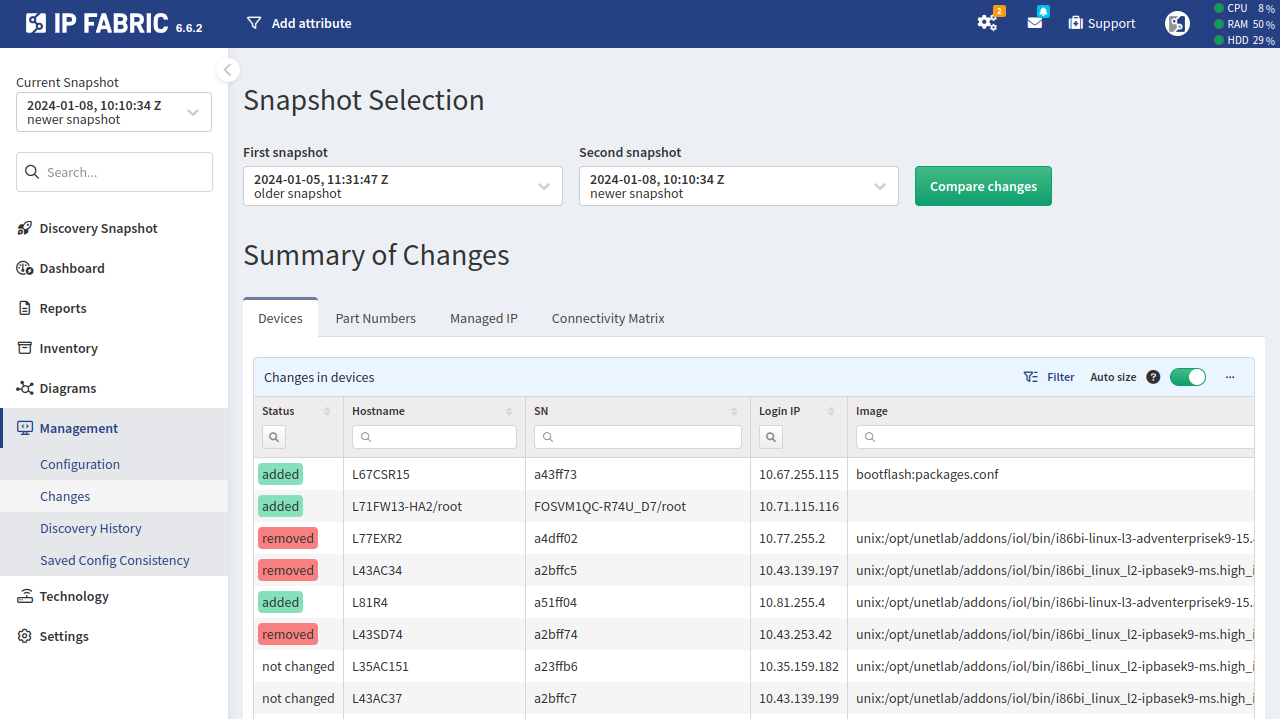 IP FABRIC 6.6.2
Add attribute
2
Support
CPU 8 %
RAM 50 %
HDD 29 %
Current Snapshot
2024-01-08, 10:10:34 Z
newer snapshot
Search...
Discovery Snapshot
Dashboard
Reports
Inventory
Diagrams
Management
Configuration
Changes
Discovery History
Saved Config Consistency
Technology
Settings
Snapshot Selection
First snapshot
2024-01-05, 11:31:47 Z
older snapshot
Second snapshot
2024-01-08, 10:10:34 Z
newer snapshot
Compare changes
Summary of Changes
Devices Part Numbers Managed IP Connectivity Matrix
Changes in devices
Filter Auto size ? ...
Status Hostname SN Login IP Image
added L67CSR15 a43ff73 10.67.255.115 bootflash:packages.conf
added L71FW13-HA2/root FOSVM1QC-R74U_D7/root 10.71.115.116
removed L77EXR2 a4dff02 10.77.255.2 unix:/opt/unetlab/addons/iol/bin/i86bi-linux-l3-adventerprisek9-15.
removed L43AC34 a2bffc5 10.43.139.197 unix:/opt/unetlab/addons/iol/bin/i86bi_linux_l2-ipbasek9-ms.high_i
added L81R4 a51ff04 10.81.255.4 unix:/opt/unetlab/addons/iol/bin/i86bi-linux-l3-adventerprisek9-15.
removed L43SD74 a2bff74 10.43.253.42 unix:/opt/unetlab/addons/iol/bin/i86bi_linux_l2-ipbasek9-ms.high_i
not changed L35AC151 a23ffb6 10.35.159.182 unix:/opt/unetlab/addons/iol/bin/i86bi_linux_l2-ipbasek9-ms.high_i
not changed L43AC37 a2bffc7 10.43.139.199 unix:/opt/unetlab/addons/iol/bin/i86bi_linux_l2-ipbasek9-ms.high_i